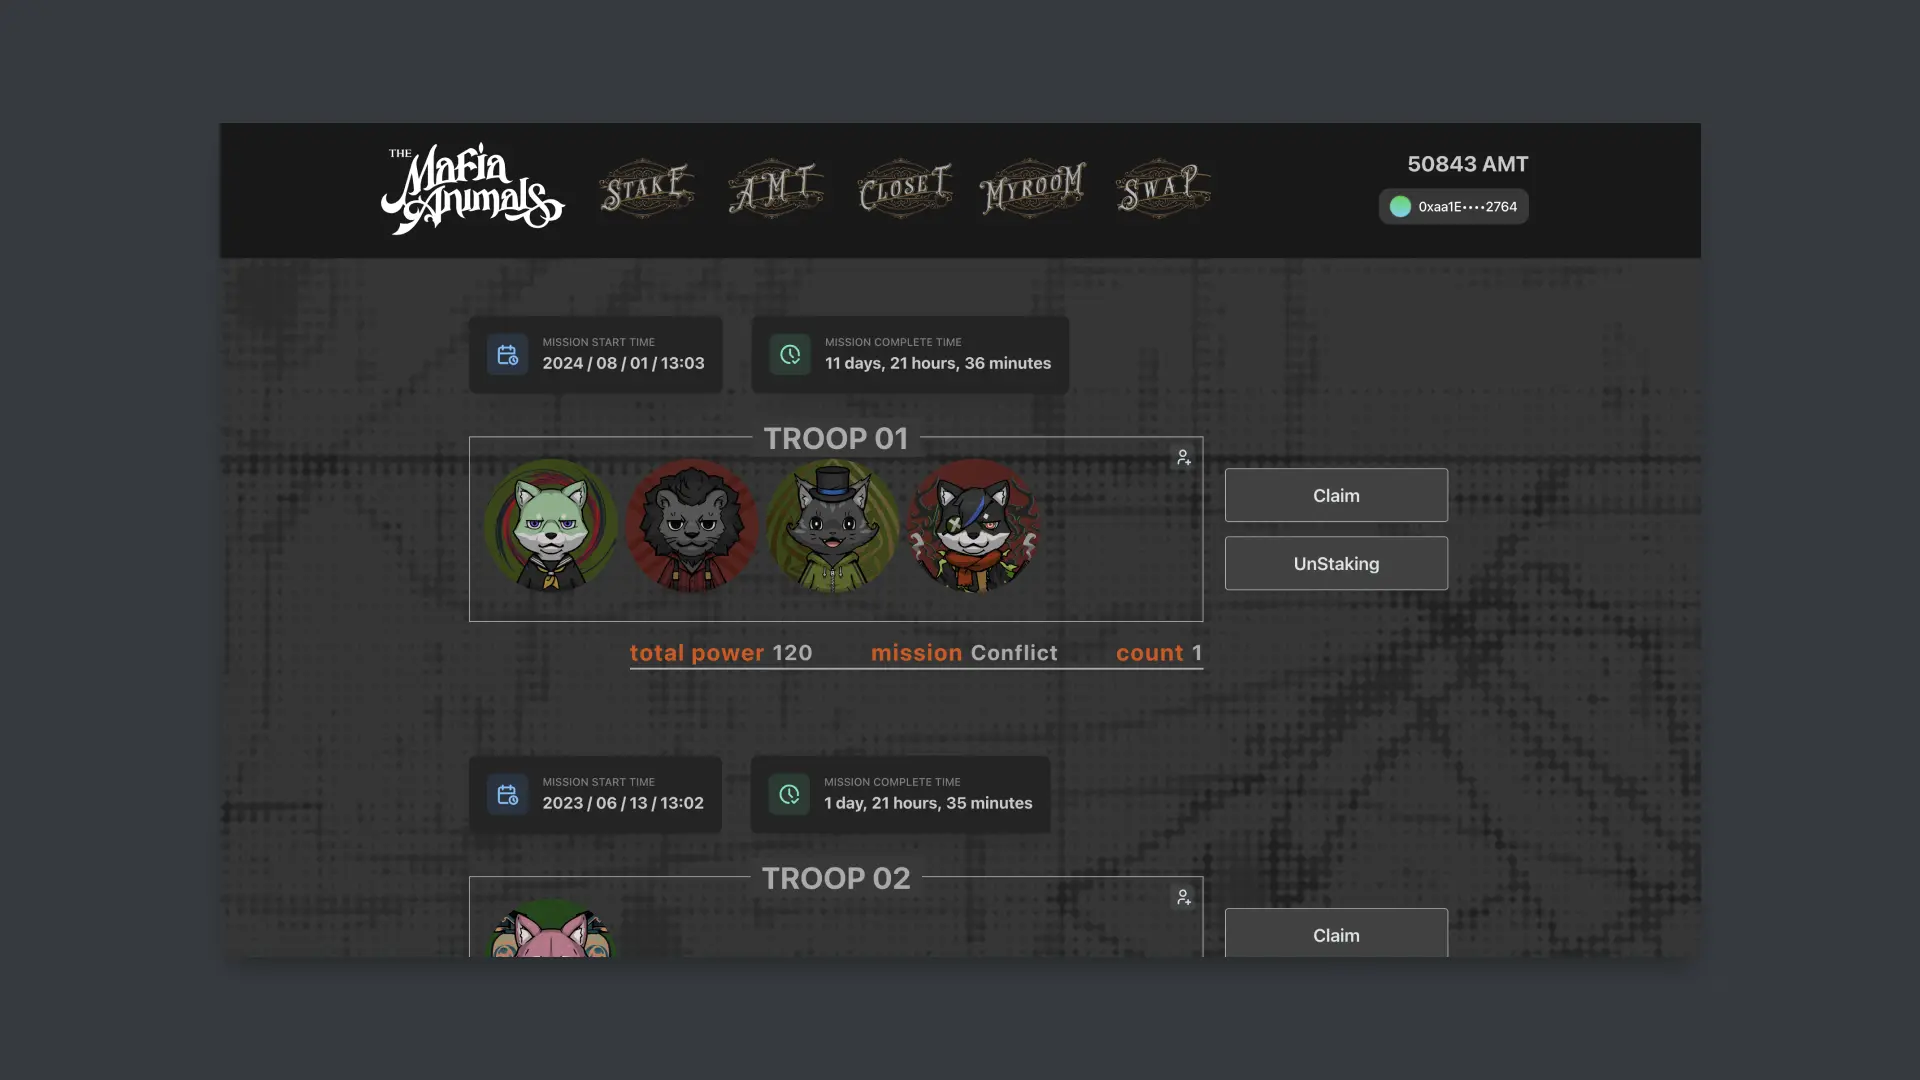 THE
Mafia
Animals
STAKE
AMT
CLOSET
MYROOM
SWAP
50843 AMT
0xaa1E••••2764
MISSION START TIME
2024 / 08 / 01 / 13:03
MISSION COMPLETE TIME
11 days, 21 hours, 36 minutes
TROOP 01
Claim
UnStaking
total power 120
mission Conflict
count 1
MISSION START TIME
2023 / 06 / 13 / 13:02
MISSION COMPLETE TIME
1 day, 21 hours, 35 minutes
TROOP 02
Claim